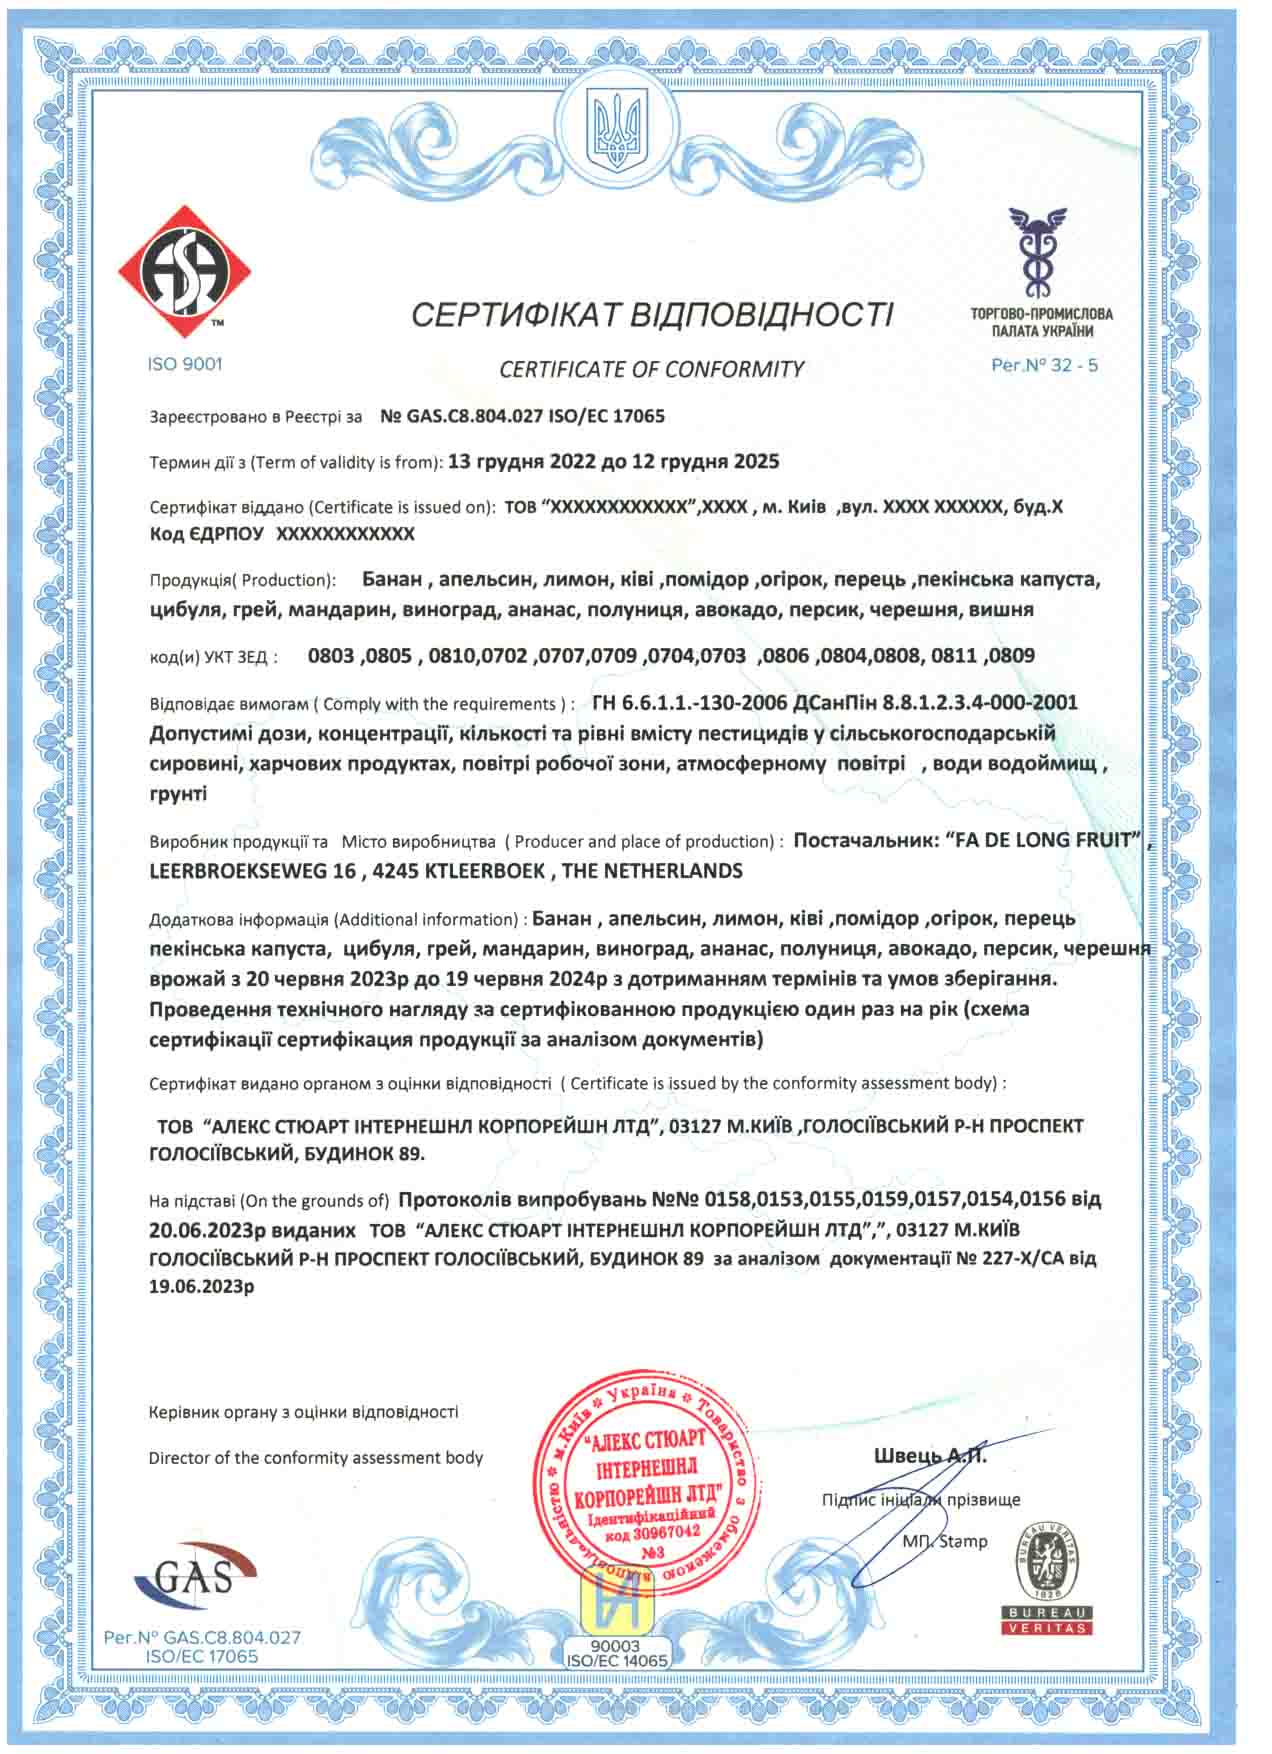 ASA
™
ISO 9001
ТОРГОВО-ПРОМИСЛОВА
ПАЛАТА УКРАЇНИ
Рег.№ 32 - 5
СЕРТИФІКАТ ВІДПОВІДНОСТІ
CERTIFICATE OF CONFORMITY
Зареєстровано в Реєстрі за № GAS.C8.804.027 ISO/EC 17065
Термин дії з (Term of validity is from): 13 грудня 2022 до 12 грудня 2025
Сертифікат віддано (Certificate is issued on): ТОВ “XXXXXXXXXXXX”,XXXX , м. Київ ,вул. XXXX XXXXXX, буд.X
Код ЄДРПОУ XXXXXXXXXXXX
Продукція( Production): Банан , апельсин, лимон, ківі ,помідор ,огірок, перець ,пекінська капуста,
цибуля, грей, мандарин, виноград, ананас, полуниця, авокадо, персик, черешня, вишня
код(и) УКТ ЗЕД : 0803 ,0805 , 0810,0702 ,0707,0709 ,0704,0703 ,0806 ,0804,0808, 0811 ,0809
Відповідає вимогам ( Comply with the requirements ) : ГН 6.6.1.1.-130-2006 ДСанПін 8.8.1.2.3.4-000-2001
Допустимі дози, концентрації, кількості та рівні вмісту пестицидів у сільськогосподарській
сировині, харчових продуктах, повітрі робочої зони, атмосферному повітрі , води водоймищ ,
грунті
Виробник продукції та Місто виробництва ( Producer and place of production) : Постачальник: “FA DE LONG FRUIT” ,
LEERBROEKSEWEG 16 , 4245 KTLEERBOEK , THE NETHERLANDS
Додаткова інформація (Additional information) : Банан , апельсин, лимон, ківі ,помідор ,огірок, перець
пекінська капуста, цибуля, грей, мандарин, виноград, ананас, полуниця, авокадо, персик, черешня
врожай з 20 червня 2023р до 19 червня 2024р з дотриманням термінів та умов зберігання.
Проведення технічного нагляду за сертифікованною продукцією один раз на рік (схема
сертифікації сертифікация продукції за аналізом документів)
Сертифікат видано органом з оцінки відповідності ( Certificate is issued by the conformity assessment body) :
ТОВ “АЛЕКС СТЮАРТ ІНТЕРНЕШНЛ КОРПОРЕЙШН ЛТД”, 03127 М.КИЇВ ,ГОЛОСІЇВСЬКИЙ Р-Н ПРОСПЕКТ
ГОЛОСІЇВСЬКИЙ, БУДИНОК 89.
На підставі (On the grounds of) Протоколів випробувань №№ 0158,0153,0155,0159,0157,0154,0156 від
20.06.2023р виданих ТОВ “АЛЕКС СТЮАРТ ІНТЕРНЕШНЛ КОРПОРЕЙШН ЛТД”,”, 03127 М.КИЇВ
ГОЛОСІЇВСЬКИЙ Р-Н ПРОСПЕКТ ГОЛОСІЇВСЬКИЙ, БУДИНОК 89 за аналізом документації № 227-Х/СА від
19.06.2023р
Керівник органу з оцінки відповідності
Director of the conformity assessment body
м.Київ * Україна * Товариство з обмеженою відповідальністю *
“АЛЕКС СТЮАРТ
ІНТЕРНЕШНЛ
КОРПОРЕЙШН ЛТД”
Ідентифікаційний
код 30967042
№3
Швець А.П.
Підпис ініціали прізвище
МП. Stamp
GAS
Рег.№ GAS.C8.804.027
ISO/EC 17065
90003
ISO/EC 14065
BUREAU VERITAS
1828
BUREAU
VERITAS